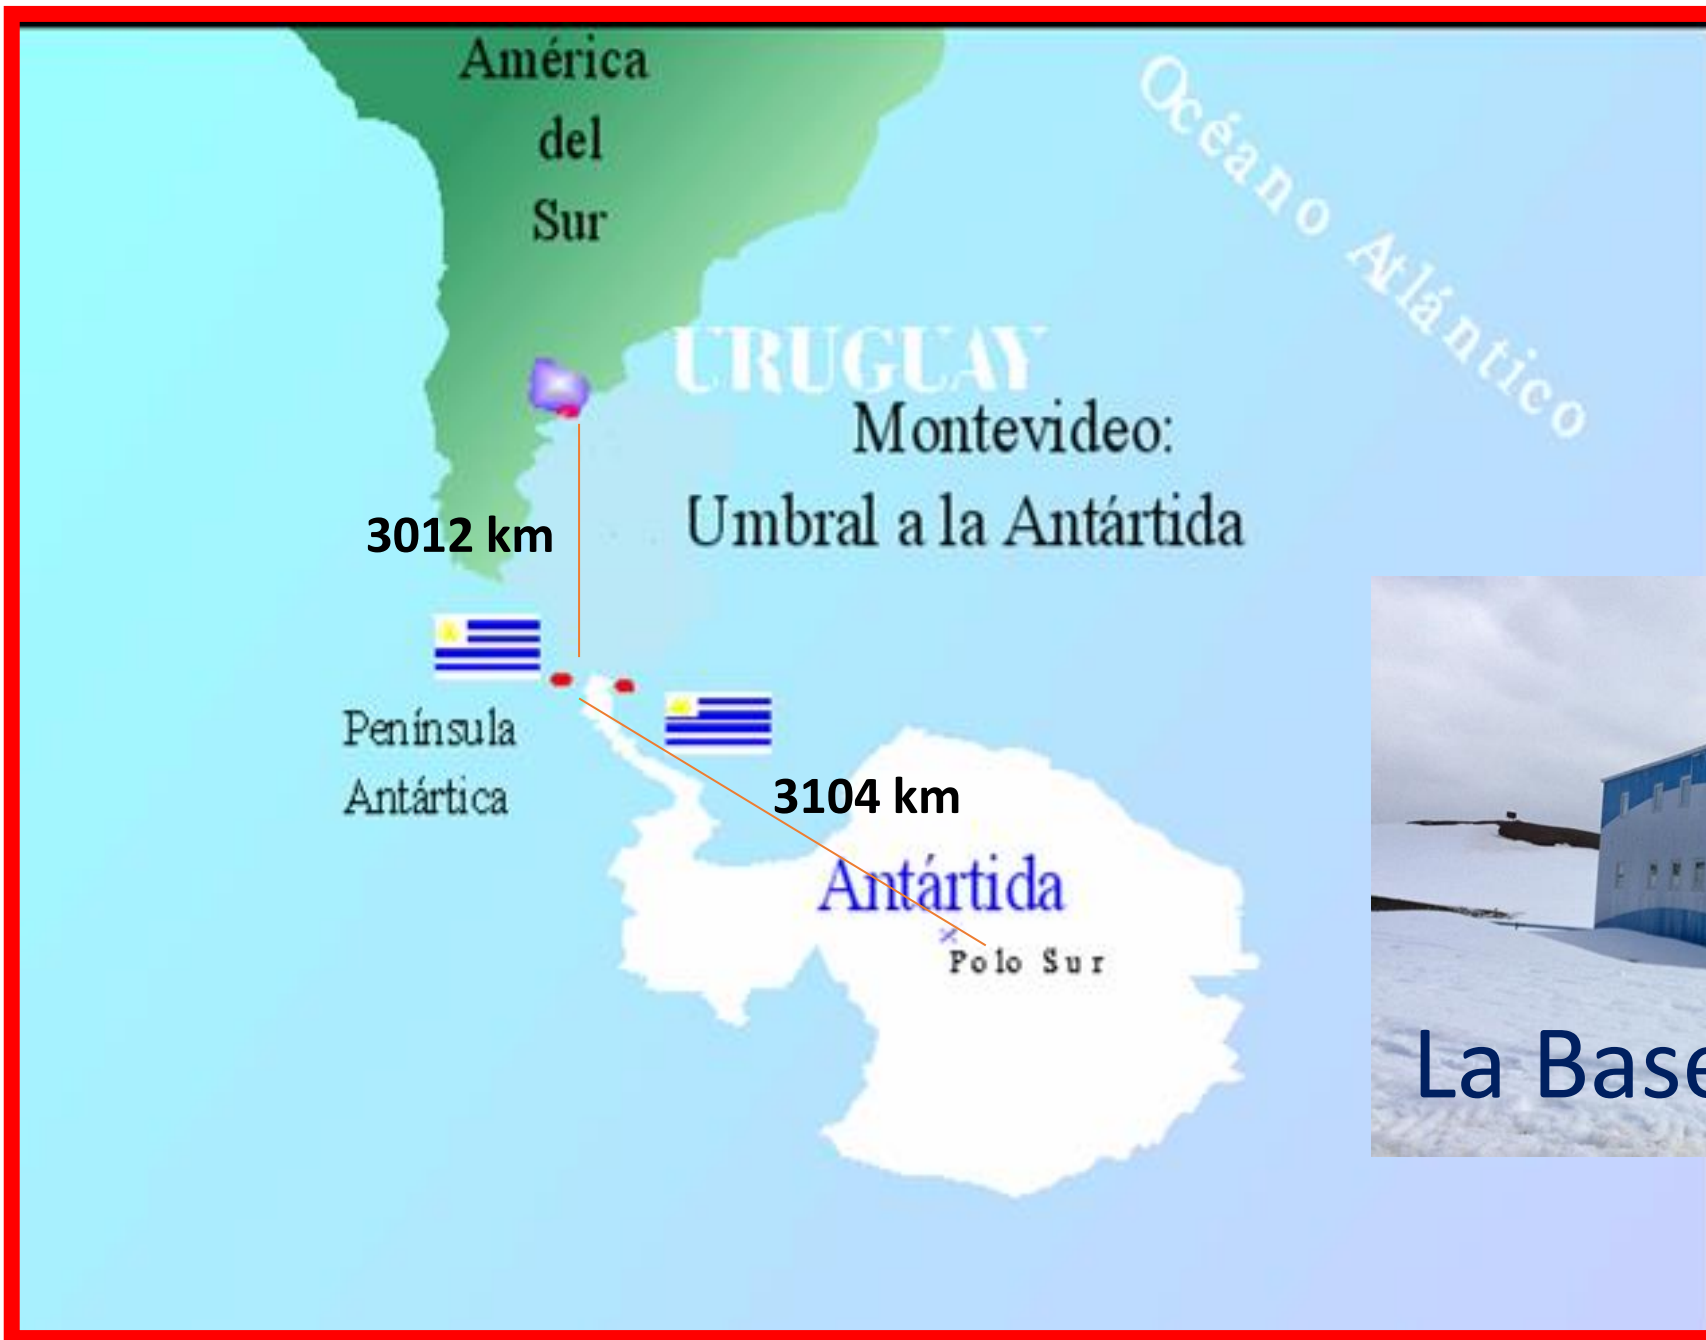 América
del
Sur
Océano Atlántico
URUGUAY
Montevideo:
Umbral a la Antártida
3012 km
Península
Antártica
3104 km
Antártida
Polo Sur
La Base